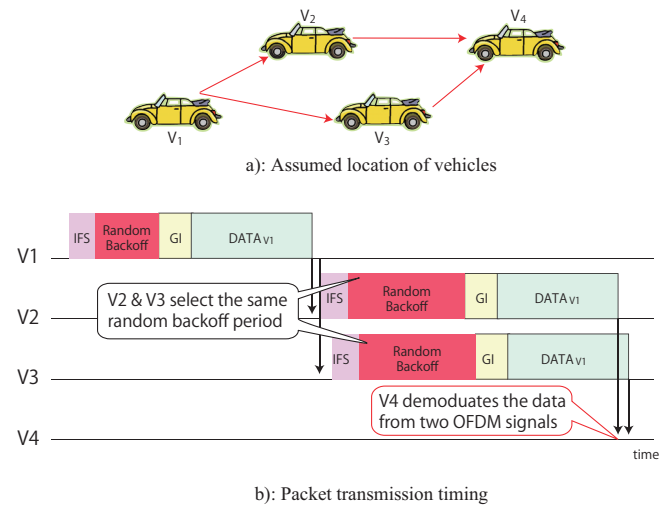 V2
V4
V1
V3
a): Assumed location of vehicles
IFS
Random
Backoff
GI
DATAV1
V1
V2 & V3 select the same
random backoff period
IFS
Random
Backoff
GI
DATAV1
V2
IFS
Random
Backoff
GI
DATAV1
V3
V4 demoduates the data
from two OFDM signals
V4
time
b): Packet transmission timing